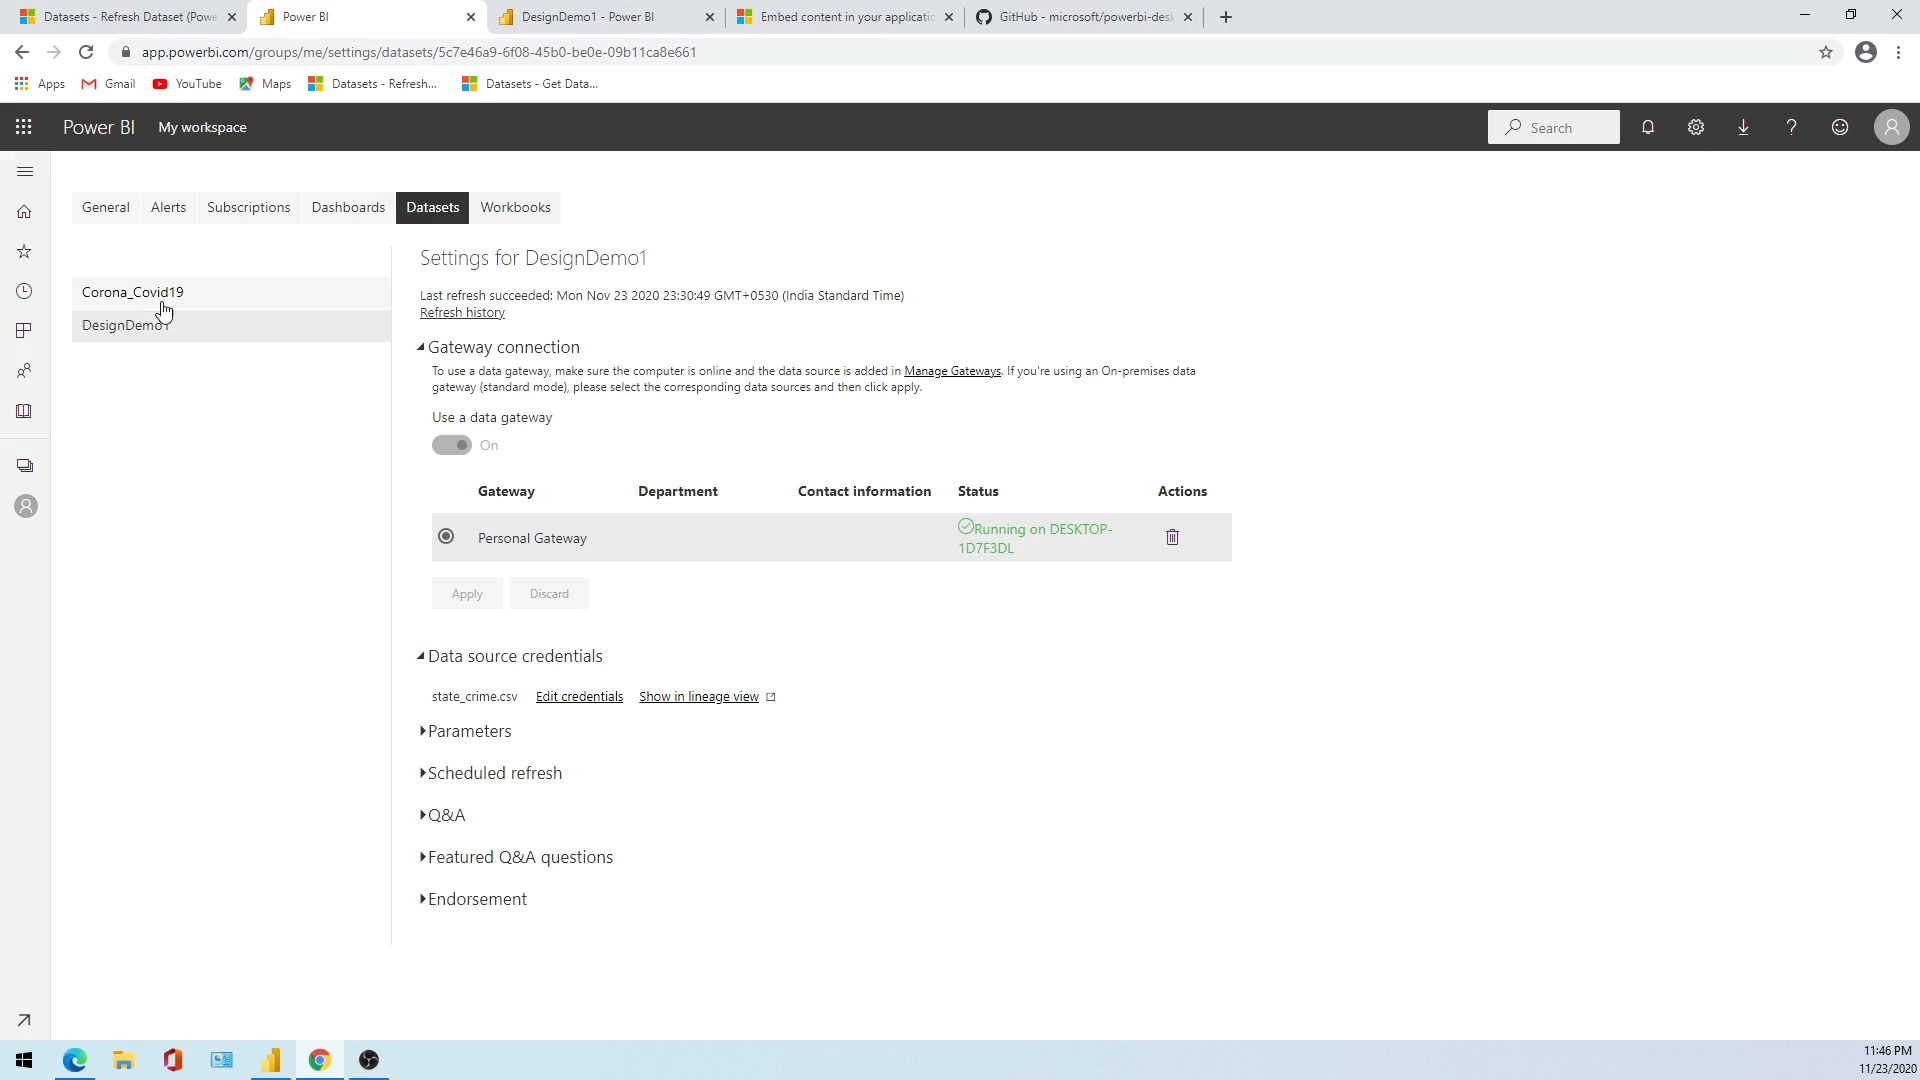 Datasets - Refresh Dataset (Powe
Power BI
DesignDemo1 - Power BI
Embed content in your applicatic
GitHub - microsoft/powerbi-desk
app.powerbi.com/groups/me/settings/datasets/5c7e46a9-6f08-45b0-be0e-09b11ca8e661
Apps
Gmail
YouTube
Maps
Datasets - Refresh...
Datasets - Get Data...
Power BI
My workspace
Search
General
Alerts
Subscriptions
Dashboards
Datasets
Workbooks
Corona_Covid19
DesignDemo1
Settings for DesignDemo1
Last refresh succeeded: Mon Nov 23 2020 23:30:49 GMT+0530 (India Standard Time)
Refresh history
Gateway connection
To use a data gateway, make sure the computer is online and the data source is added in Manage Gateways. If you're using an On-premises data
gateway (standard mode), please select the corresponding data sources and then click apply.
Use a data gateway
On
Gateway Department Contact information Status Actions
Personal Gateway
Running on DESKTOP-
1D7F3DL
Apply
Discard
Data source credentials
state_crime.csv Edit credentials Show in lineage view
Parameters
Scheduled refresh
Q&A
Featured Q&A questions
Endorsement
11:46 PM
11/23/2020